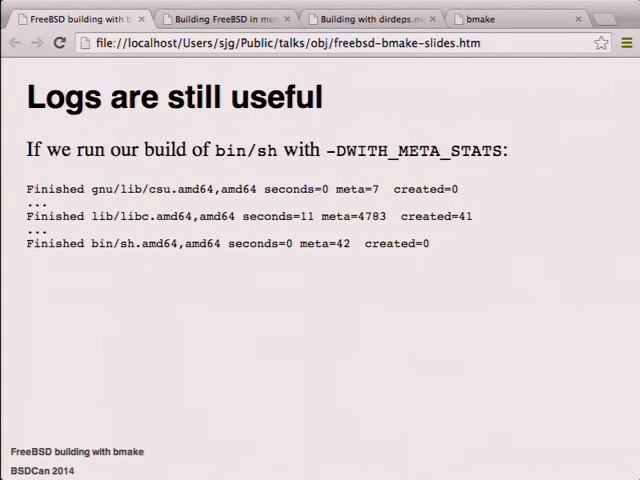 FreeBSD building with b
Building FreeBSD in met
Building with dirdeps.m
bmake
file://localhost/Users/sjg/Public/talks/obj/freebsd-bmake-slides.htm
Logs are still useful
If we run our build of bin/sh with -DWITH_META_STATS:
Finished gnu/lib/csu.amd64,amd64 seconds=0 meta=7  created=0
...
Finished lib/libc.amd64,amd64 seconds=11 meta=4783  created=41
...
Finished bin/sh.amd64,amd64 seconds=0 meta=42  created=0
FreeBSD building with bmake
BSDCan 2014